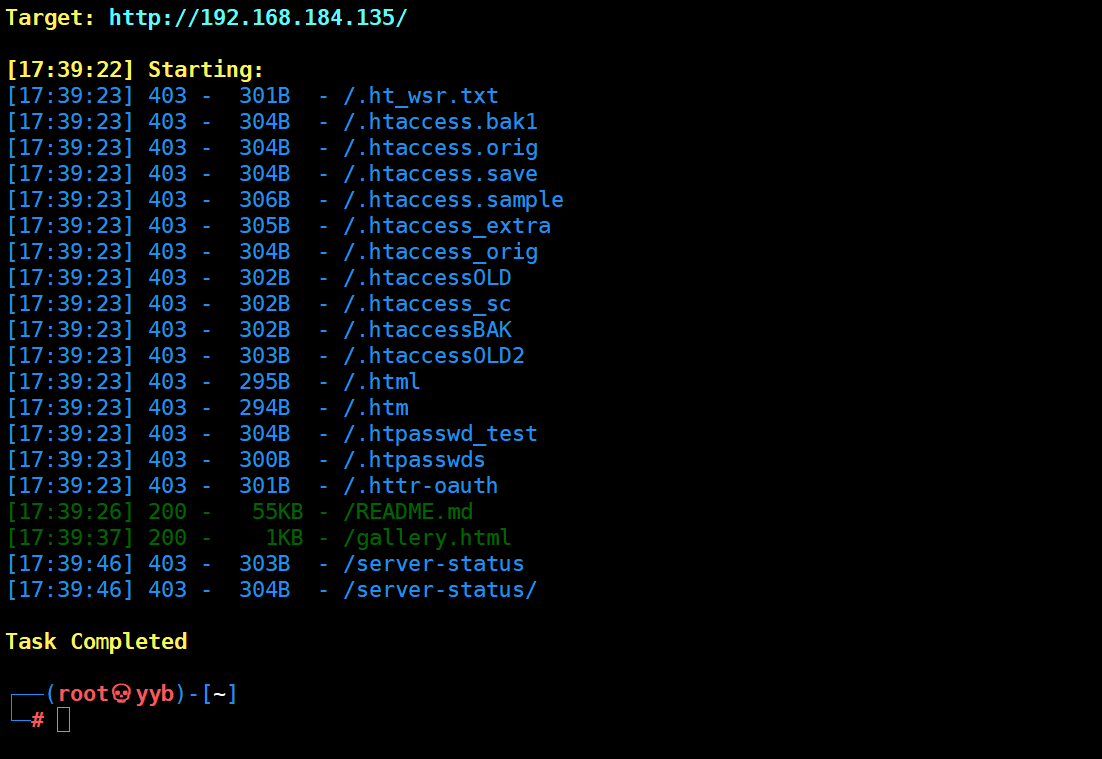 Target: http://192.168.184.135/
[17:39:22] Starting:
[17:39:23] 403 -  301B  - /.ht_wsr.txt
[17:39:23] 403 -  304B  - /.htaccess.bak1
[17:39:23] 403 -  304B  - /.htaccess.orig
[17:39:23] 403 -  304B  - /.htaccess.save
[17:39:23] 403 -  306B  - /.htaccess.sample
[17:39:23] 403 -  305B  - /.htaccess_extra
[17:39:23] 403 -  304B  - /.htaccess_orig
[17:39:23] 403 -  302B  - /.htaccessOLD
[17:39:23] 403 -  302B  - /.htaccess_sc
[17:39:23] 403 -  302B  - /.htaccessBAK
[17:39:23] 403 -  303B  - /.htaccessOLD2
[17:39:23] 403 -  295B  - /.html
[17:39:23] 403 -  294B  - /.htm
[17:39:23] 403 -  304B  - /.htpasswd_test
[17:39:23] 403 -  300B  - /.htpasswds
[17:39:23] 403 -  301B  - /.httr-oauth
[17:39:26] 200 -   55KB - /README.md
[17:39:37] 200 -    1KB - /gallery.html
[17:39:46] 403 -  303B  - /server-status
[17:39:46] 403 -  304B  - /server-status/
Task Completed
┌──(root💀yyb)-[~]
└─#